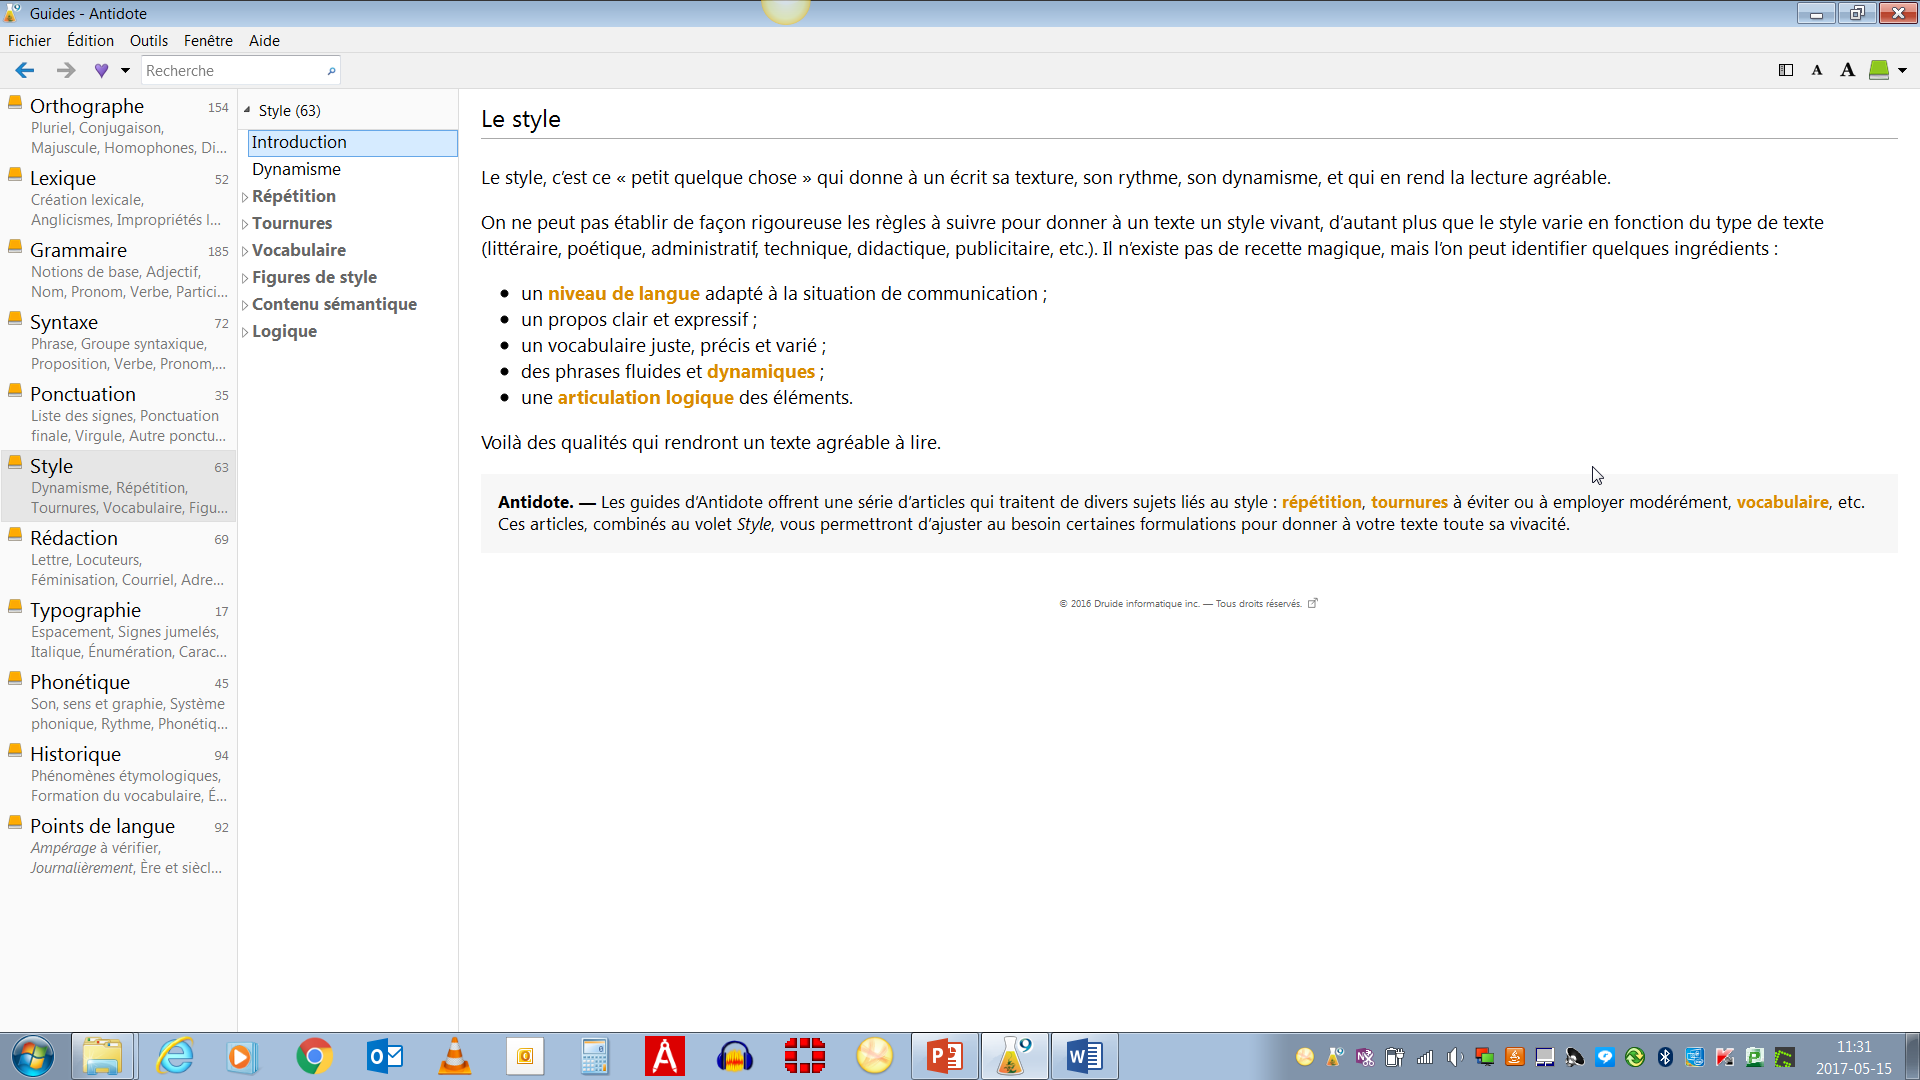 Guides - Antidote
Fichier Édition Outils Fenêtre Aide
Recherche
A A
Orthographe 154
Pluriel, Conjugaison,
Majuscule, Homophones, Di...
Lexique 52
Création lexicale,
Anglicismes, Impropriétés l...
Grammaire 185
Notions de base, Adjectif,
Nom, Pronom, Verbe, Partici...
Syntaxe 72
Phrase, Groupe syntaxique,
Proposition, Verbe, Pronom,...
Ponctuation 35
Liste des signes, Ponctuation
finale, Virgule, Autre ponctu...
Style 63
Dynamisme, Répétition,
Tournures, Vocabulaire, Figu...
Rédaction 69
Lettre, Locuteurs,
Féminisation, Courriel, Adre...
Typographie 17
Espacement, Signes jumelés,
Italique, Énumération, Carac...
Phonétique 45
Son, sens et graphie, Système
phonique, Rythme, Phonétiq...
Historique 94
Phénomènes étymologiques,
Formation du vocabulaire, É...
Points de langue 92
Ampérage à vérifier,
Journalièrement, Ère et siècl...
Style (63)
Introduction
Dynamisme
Répétition
Tournures
Vocabulaire
Figures de style
Contenu sémantique
Logique
Le style
Le style, c’est ce « petit quelque chose » qui donne à un écrit sa texture, son rythme, son dynamisme, et qui en rend la lecture agréable.
On ne peut pas établir de façon rigoureuse les règles à suivre pour donner à un texte un style vivant, d’autant plus que le style varie en fonction du type de texte
(littéraire, poétique, administratif, technique, didactique, publicitaire, etc.). Il n’existe pas de recette magique, mais l’on peut identifier quelques ingrédients :
• un niveau de langue adapté à la situation de communication ;
• un propos clair et expressif ;
• un vocabulaire juste, précis et varié ;
• des phrases fluides et dynamiques ;
• une articulation logique des éléments.
Voilà des qualités qui rendront un texte agréable à lire.
Antidote. — Les guides d’Antidote offrent une série d’articles qui traitent de divers sujets liés au style : répétition, tournures à éviter ou à employer modérément, vocabulaire, etc.
Ces articles, combinés au volet Style, vous permettront d’ajuster au besoin certaines formulations pour donner à votre texte toute sa vivacité.
© 2016 Druide informatique inc. — Tous droits réservés.
11:31
2017-05-15